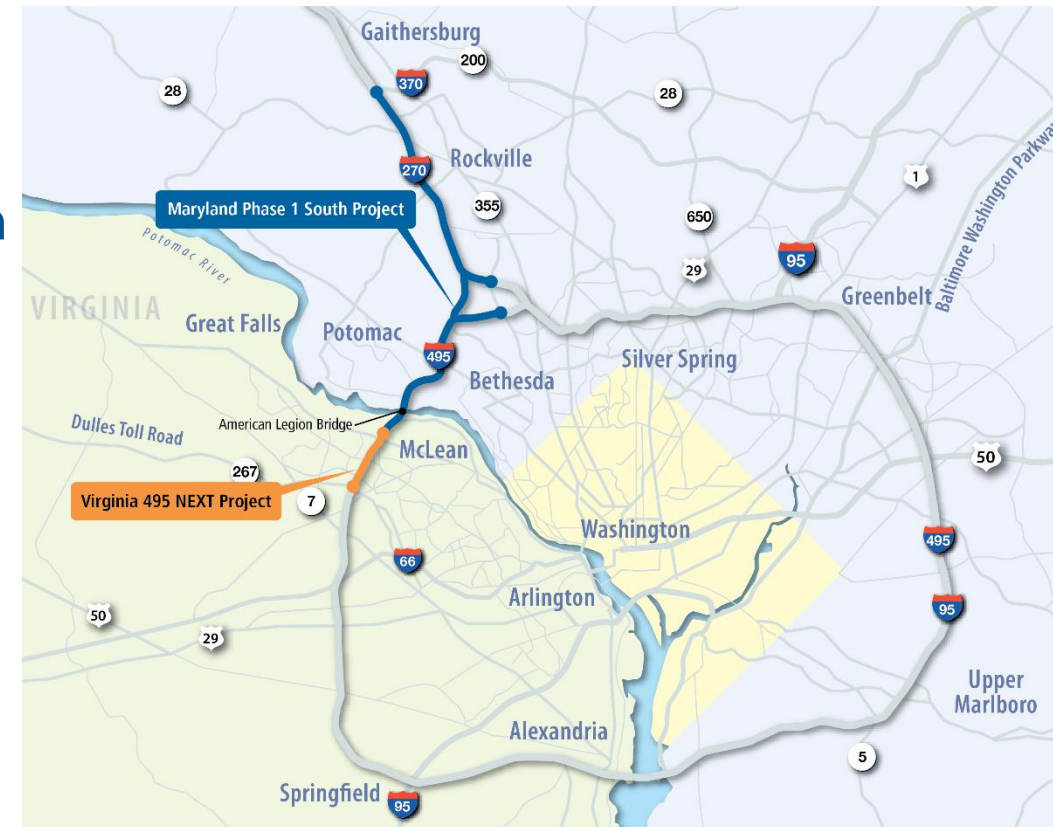 Gaithersburg
200
370
28
28
Rockville
270
1
Baltimore Washington Parkway
Maryland Phase 1 South Project
355
650
29
95
Potomac River
VIRGINIA
Greenbelt
Great Falls
Potomac
495
Silver Spring
Bethesda
American Legion Bridge
Dulles Toll Road
McLean
50
267
Virginia 495 NEXT Project
7
Washington
495
66
Arlington
95
50
29
Upper
Marlboro
Alexandria
5
Springfield
95